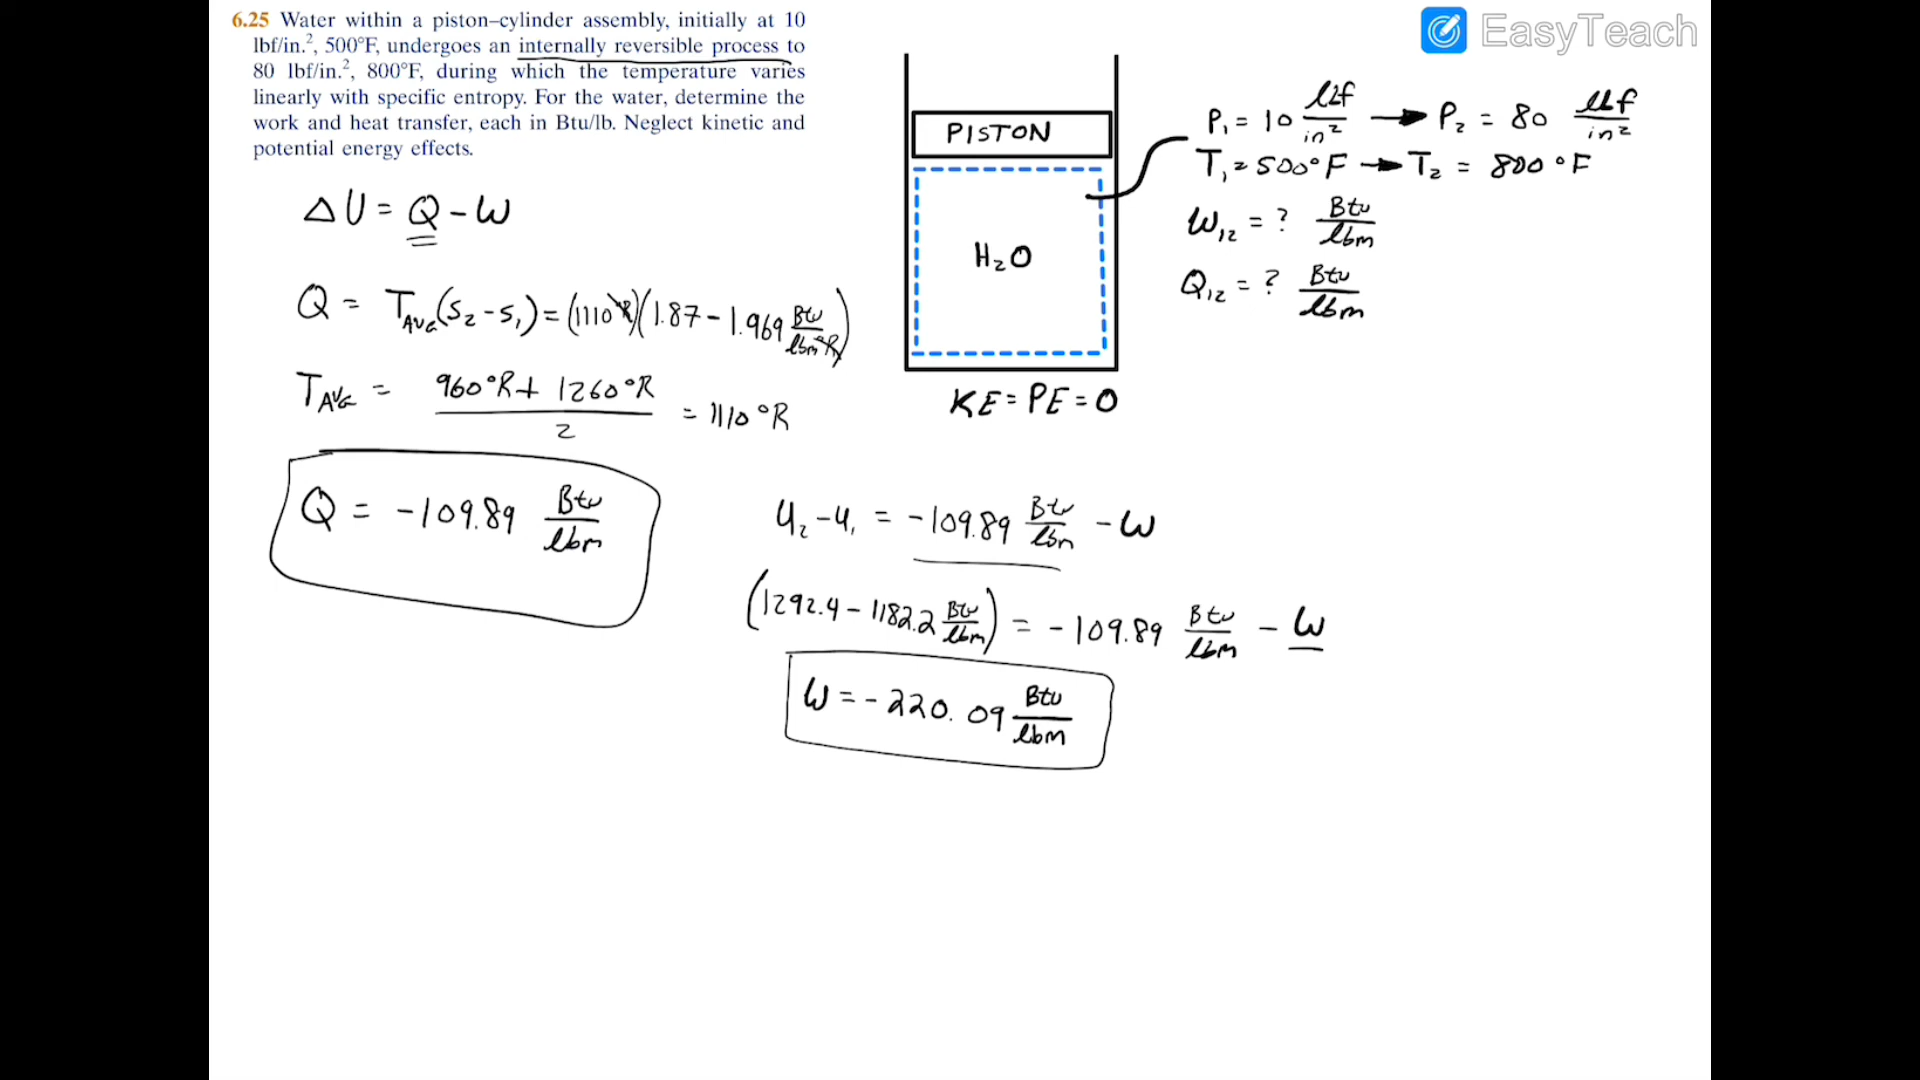 6.25 Water within a piston–cylinder assembly, initially at 10
lbf/in.², 500°F, undergoes an internally reversible process to
80 lbf/in.², 800°F, during which the temperature varies
linearly with specific entropy. For the water, determine the
work and heat transfer, each in Btu/lb. Neglect kinetic and
potential energy effects.
EasyTeach
PISTON
H₂O
KE = PE = 0
P₁ = 10 lbf/in² → P₂ = 80 lbf/in²
T₁ = 500°F → T₂ = 800°F
W₁₂ = ? Btu/lbm
Q₁₂ = ? Btu/lbm
ΔU = Q - W
Q = T_AVG(S₂ - S₁) = (1110°R)(1.87 - 1.969 Btu/lbm°R)
T_AVG = (960°R + 1260°R)/2 = 1110°R
Q = -109.89 Btu/lbm
U₂ - U₁ = -109.89 Btu/lbm - W
(1292.4 - 1182.2 Btu/lbm) = -109.89 Btu/lbm - W
W = -220.09 Btu/lbm